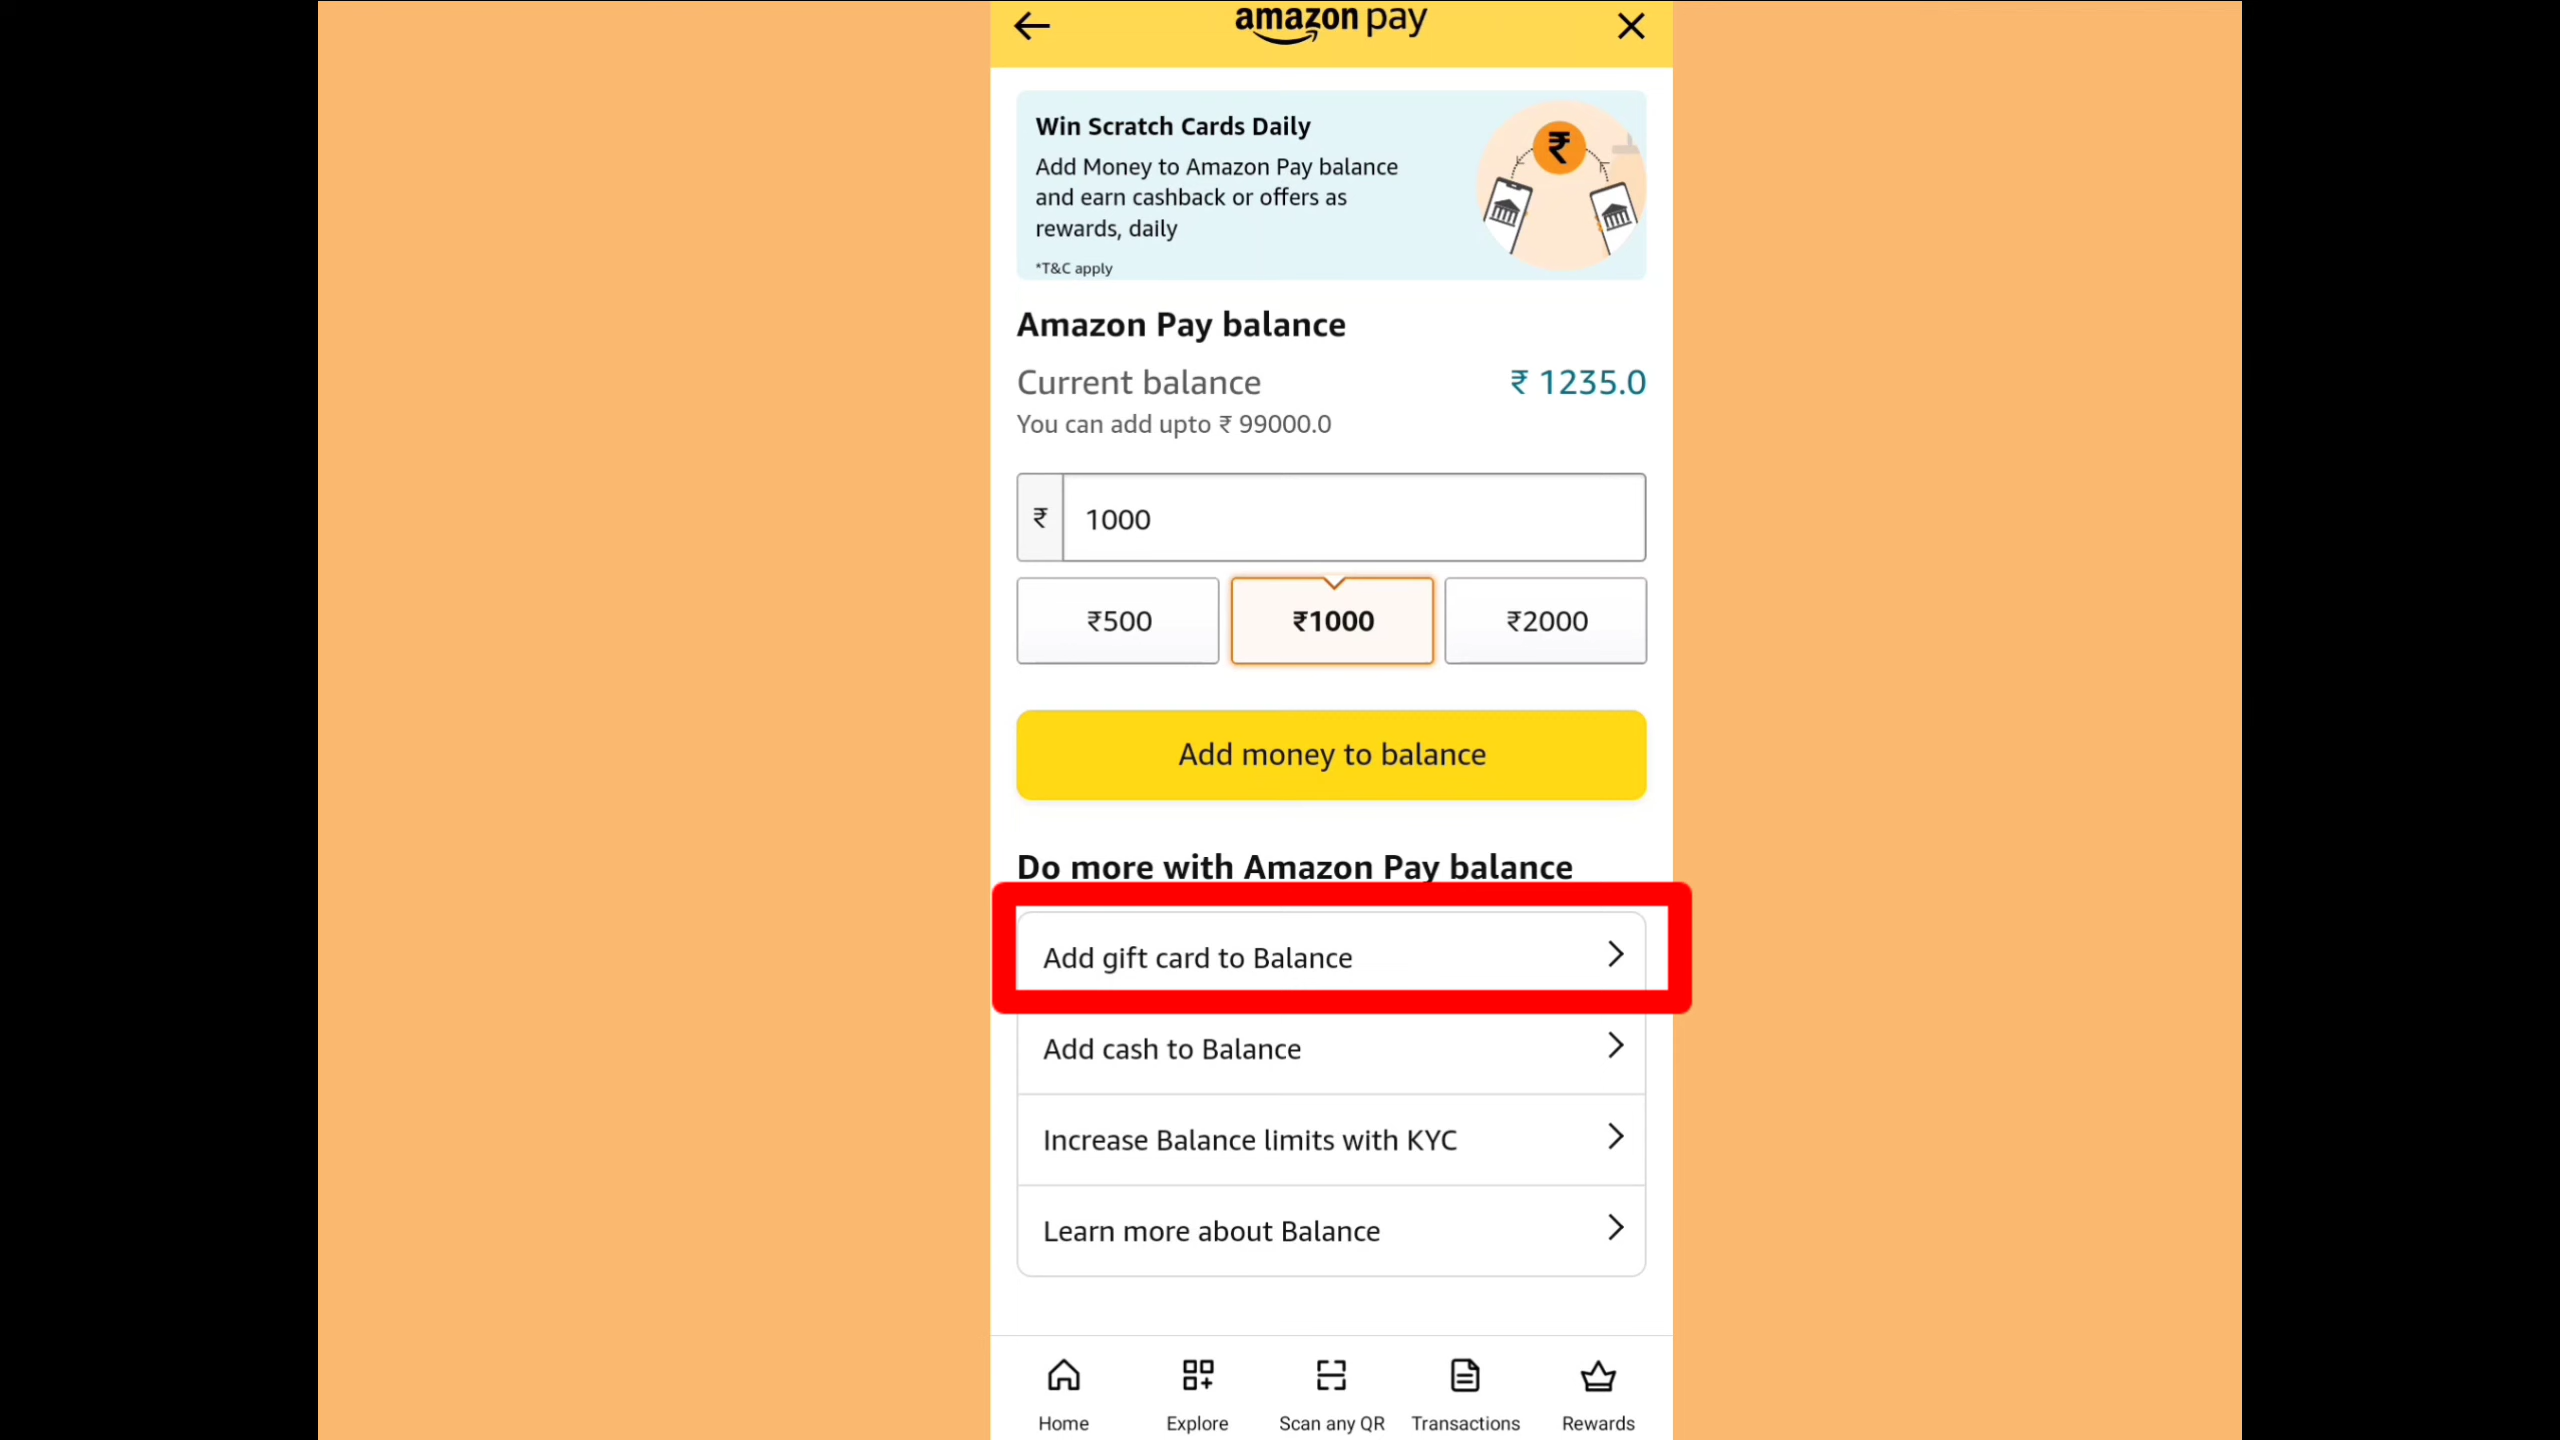 amazon pay
Win Scratch Cards Daily
Add Money to Amazon Pay balance
and earn cashback or offers as
rewards, daily
*T&C apply
₹
Amazon Pay balance
Current balance ₹ 1235.0
You can add upto ₹ 99000.0
₹ 1000
₹500 ₹1000 ₹2000
Add money to balance
Do more with Amazon Pay balance
Add gift card to Balance
Add cash to Balance
Increase Balance limits with KYC
Learn more about Balance
Home Explore Scan any QR Transactions Rewards